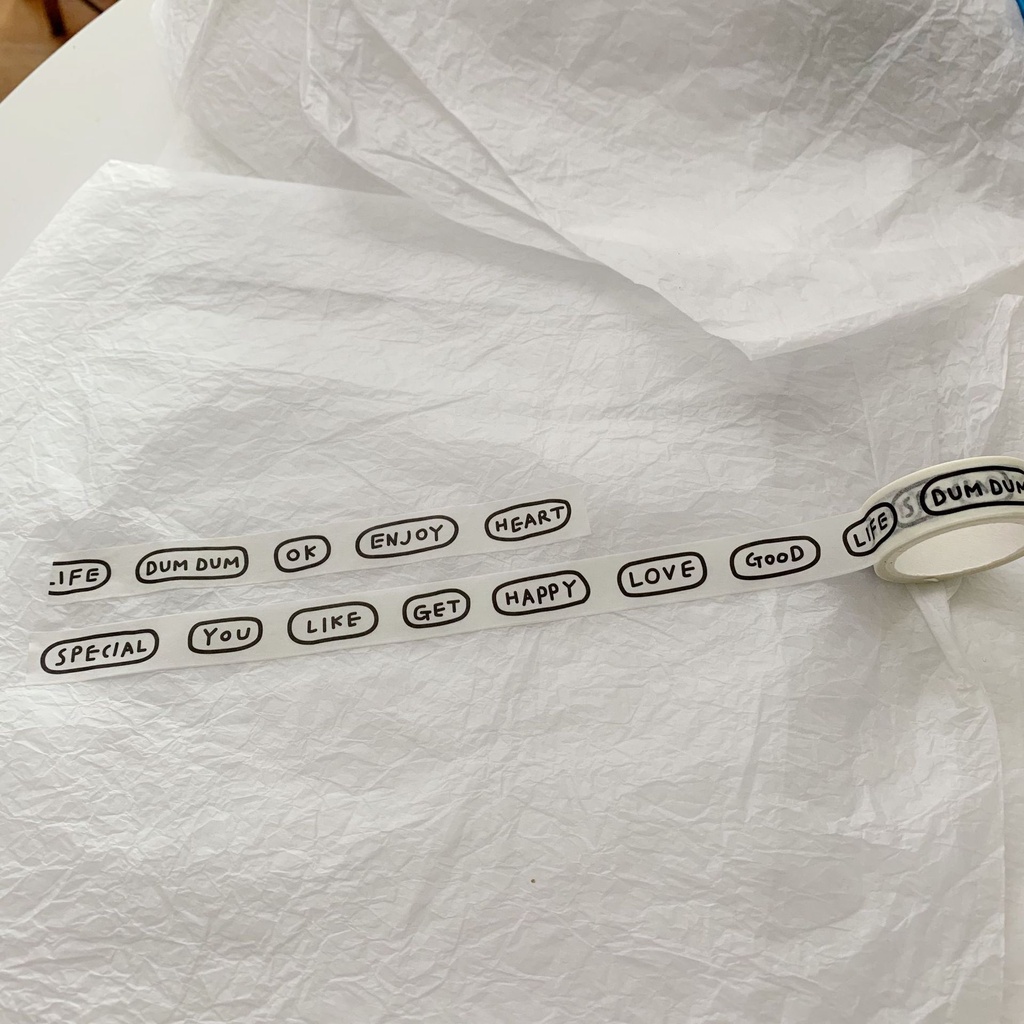 LIFE DUM DUM OK ENJOY HEART
SPECIAL YOU LIKE GET HAPPY LOVE GOOD LIFE DUM DUM